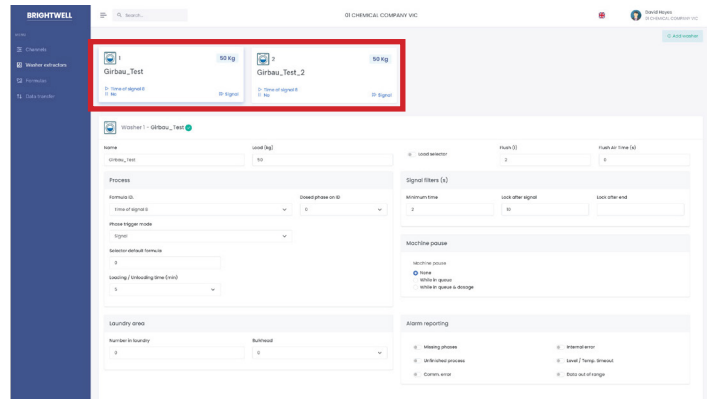 BRIGHTWELL
Search...
01 CHEMICAL COMPANY VIC
David Hayes
01 CHEMICAL COMPANY VIC
MENU
Channels
Washer extractors
Formulas
Data transfer
Add washer
1
50 Kg
Girbau_Test
Time of signal 8
No
Signal
2
50 Kg
Girbau_Test_2
Time of signal 8
No
Signal
Washer 1 - Girbau_Test
Name
Load (kg)
Load selector
Flush (l)
Flush Air Time (s)
Girbau_Test
50
2
0
Process
Signal filters (s)
Formula ID.
Dosed phase on ID
Minimum time
Lock after signal
Lock after end
Time of signal 8
0
2
10
Phase trigger mode
Signal
Selector default formula
0
Loading / Unloading time (min)
5
Machine pause
Machine pause
None
While in queue
While in queue & dosage
Laundry area
Alarm reporting
Number in laundry
Bulkhead
0
0
Missing phases
Internal error
Unfinished process
Level / Temp. timeout
Comm. error
Data out of range